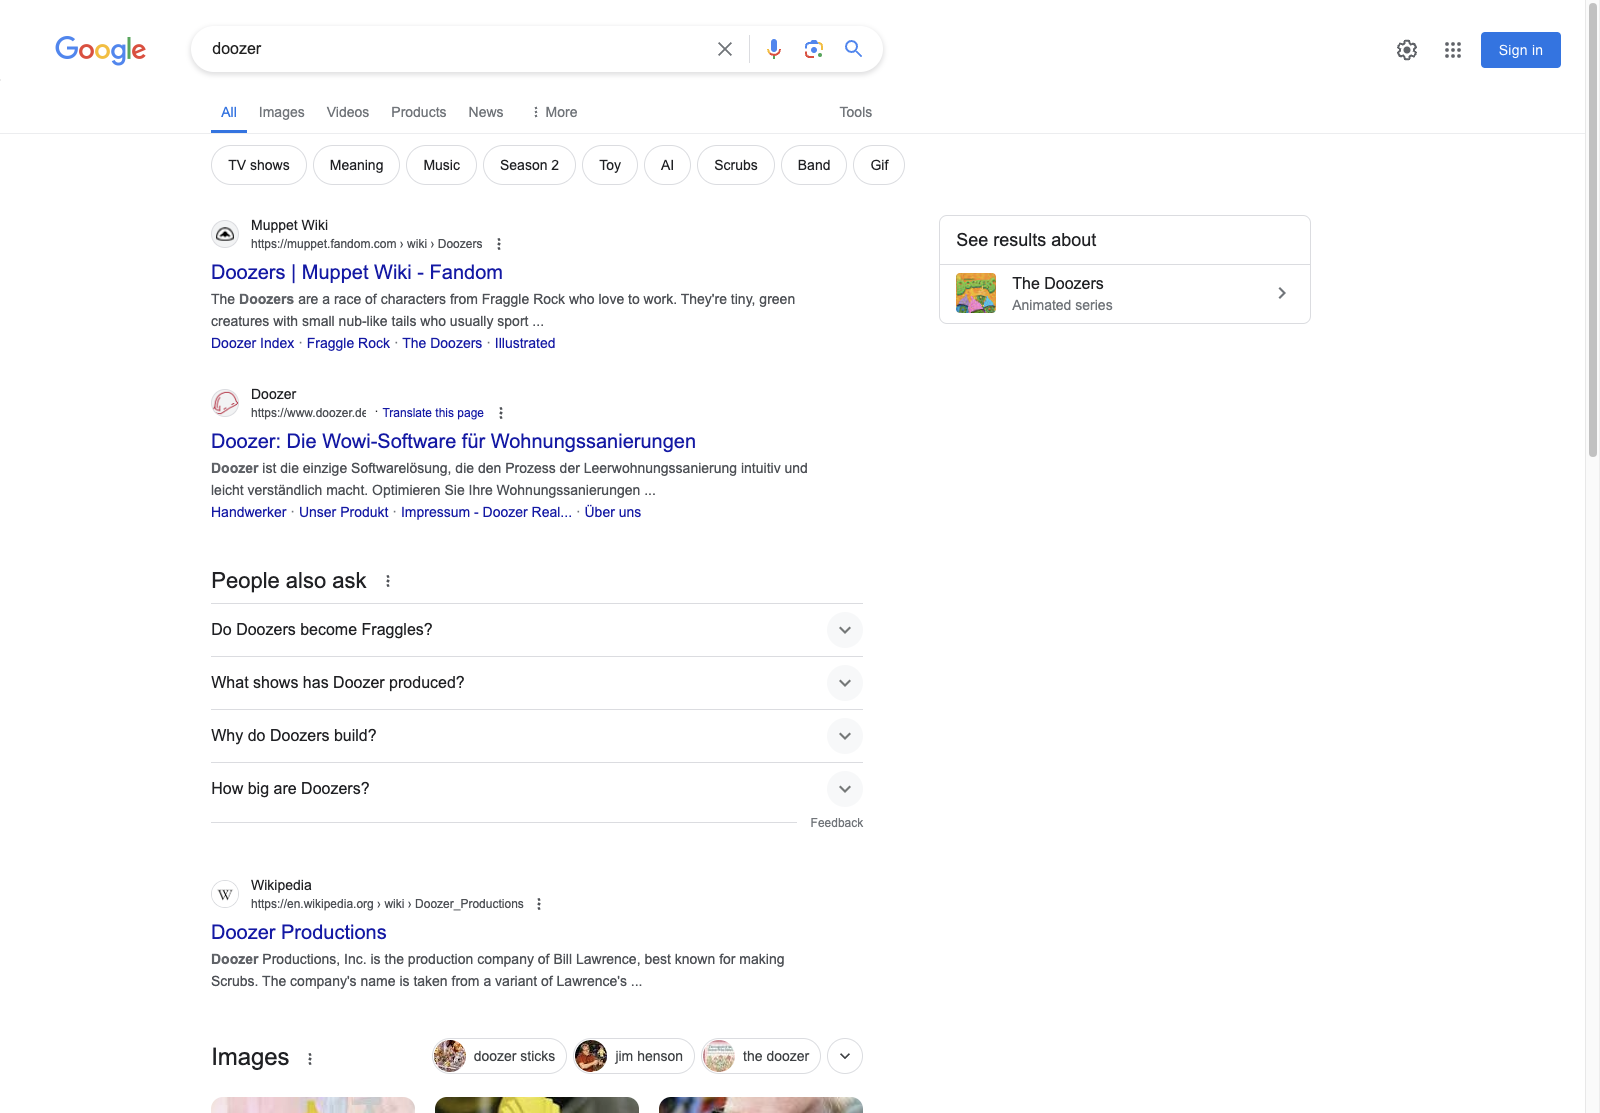 Google
doozer
Sign in
All
Images
Videos
Products
News
More
Tools
TV shows
Meaning
Music
Season 2
Toy
AI
Scrubs
Band
Gif
Muppet Wiki
https://muppet.fandom.com › wiki › Doozers
Doozers | Muppet Wiki - Fandom
The Doozers are a race of characters from Fraggle Rock who love to work. They're tiny, green
creatures with small nub-like tails who usually sport ...
Doozer Index · Fraggle Rock · The Doozers · Illustrated
See results about
The Doozers
Animated series
Doozer
https://www.doozer.de · Translate this page
Doozer: Die Wowi-Software für Wohnungssanierungen
Doozer ist die einzige Softwarelösung, die den Prozess der Leerwohnungssanierung intuitiv und
leicht verständlich macht. Optimieren Sie Ihre Wohnungssanierungen ...
Handwerker · Unser Produkt · Impressum - Doozer Real... · Über uns
People also ask
Do Doozers become Fraggles?
What shows has Doozer produced?
Why do Doozers build?
How big are Doozers?
Feedback
W
Wikipedia
https://en.wikipedia.org › wiki › Doozer_Productions
Doozer Productions
Doozer Productions, Inc. is the production company of Bill Lawrence, best known for making
Scrubs. The company's name is taken from a variant of Lawrence's ...
Images
doozer sticks
jim henson
the doozer